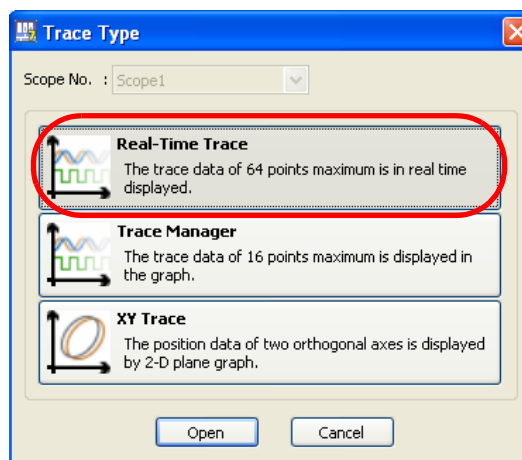 Trace Type
Scope No. : Scope1
Real-Time Trace
The trace data of 64 points maximum is in real time
displayed.
Trace Manager
The trace data of 16 points maximum is displayed in
the graph.
XY Trace
The position data of two orthogonal axes is displayed
by 2-D plane graph.
Open Cancel